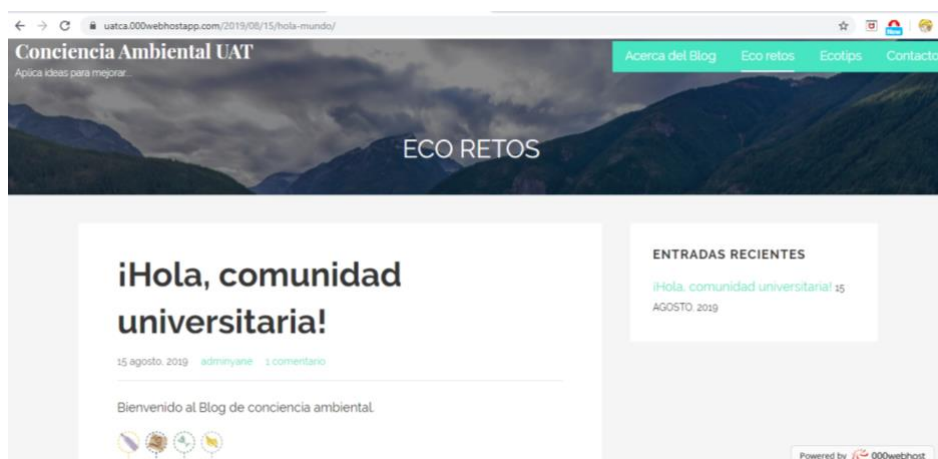 uatca.000webhostapp.com/2019/08/15/hola-mundo/
Conciencia Ambiental UAT
Aplica ideas para mejorar...
Acerca del Blog Eco retos Ecotips Contacto
ECO RETOS
¡Hola, comunidad
universitaria!
15 agosto, 2019 adminyane 1 comentario
Bienvenido al Blog de conciencia ambiental.
ENTRADAS RECIENTES
¡Hola, comunidad universitaria! 15
AGOSTO, 2019
Powered by 000webhost